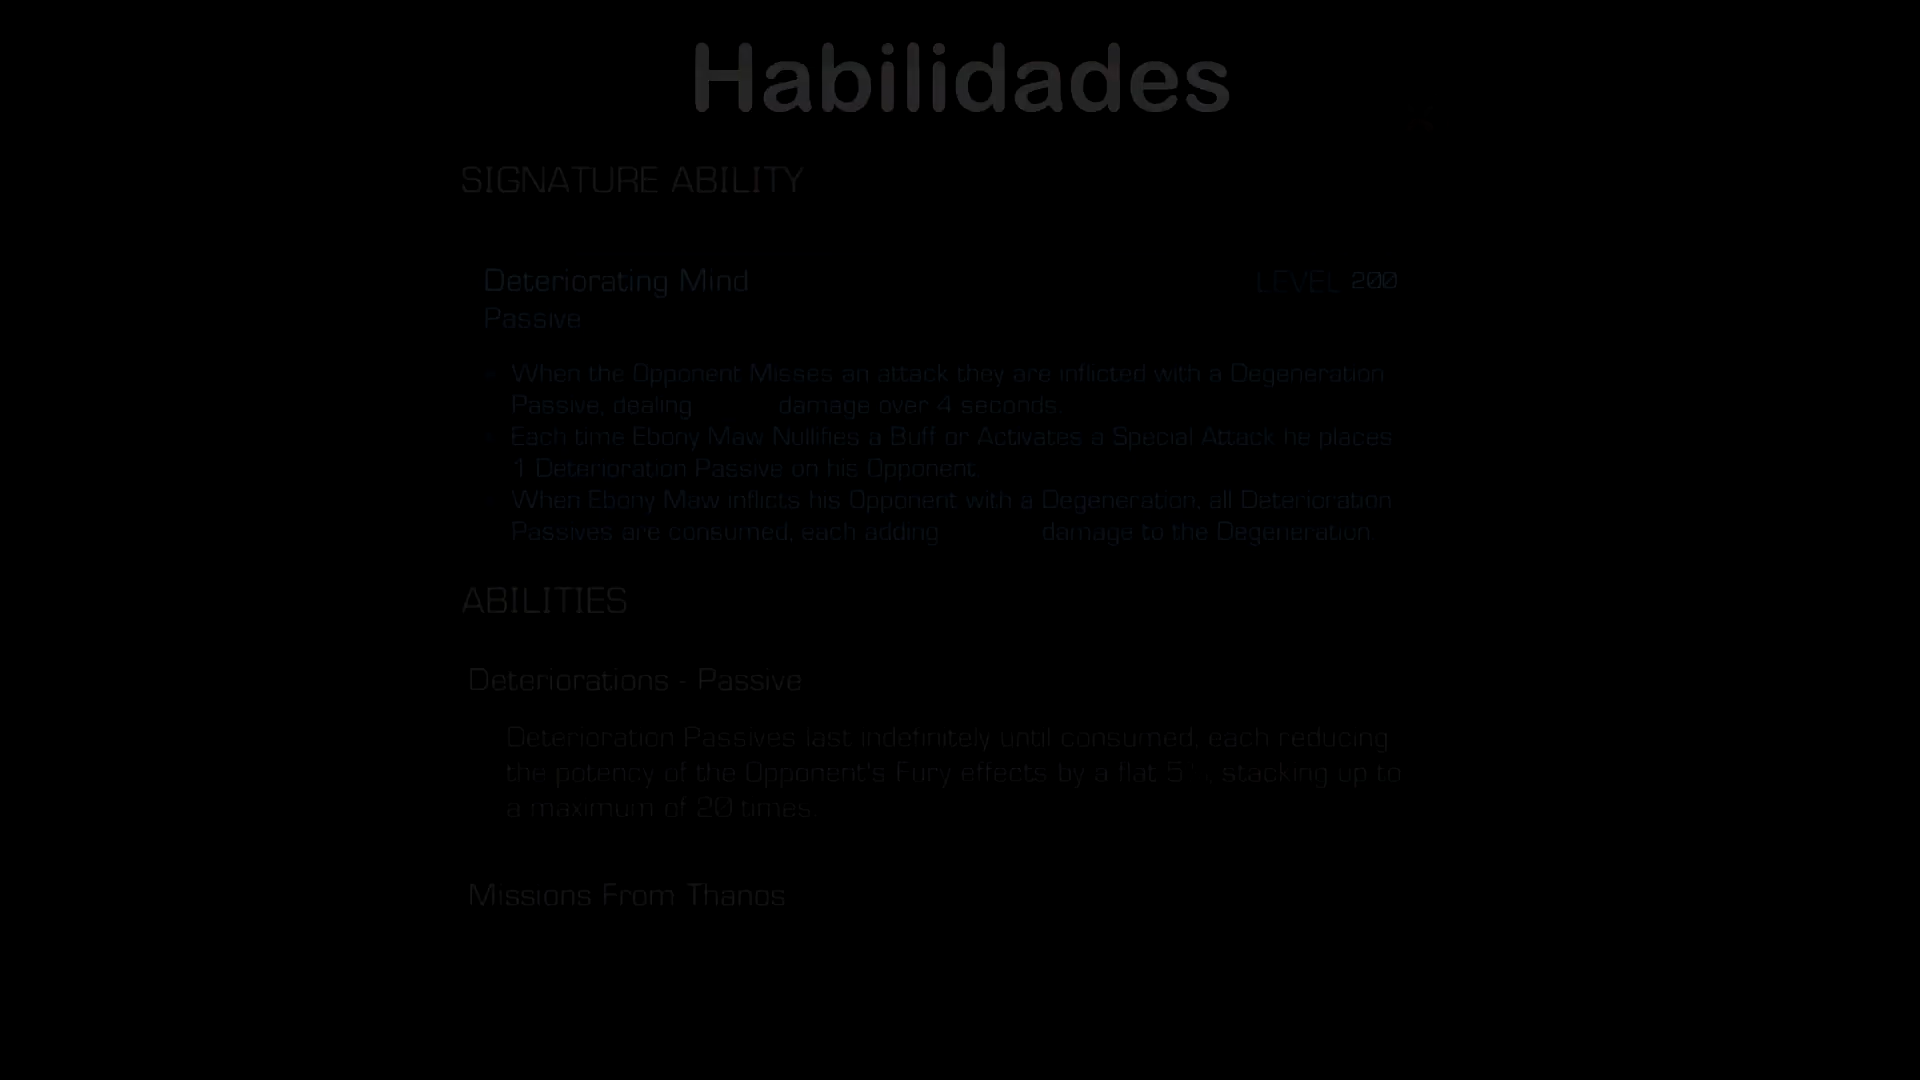 Habilidades
SIGNATURE ABILITY
Deteriorating Mind LEVEL 200
Passive
When the Opponent Misses an attack they are inflicted with a Degeneration
Passive, dealing damage over 4 seconds.
Each time Ebony Maw Nullifies a Buff or Activates a Special Attack he places
1 Deterioration Passive on his Opponent
When Ebony Maw inflicts his Opponent with a Degeneration, all Deterioration
Passives are consumed, each adding damage to the Degeneration
ABILITIES
Deteriorations - Passive
Deterioration Passives last indefinitely until consumed, each reducing
the potency of the Opponent's Fury effects by a flat 5%, stacking up to
a maximum of 20 times.
Missions From Thanos